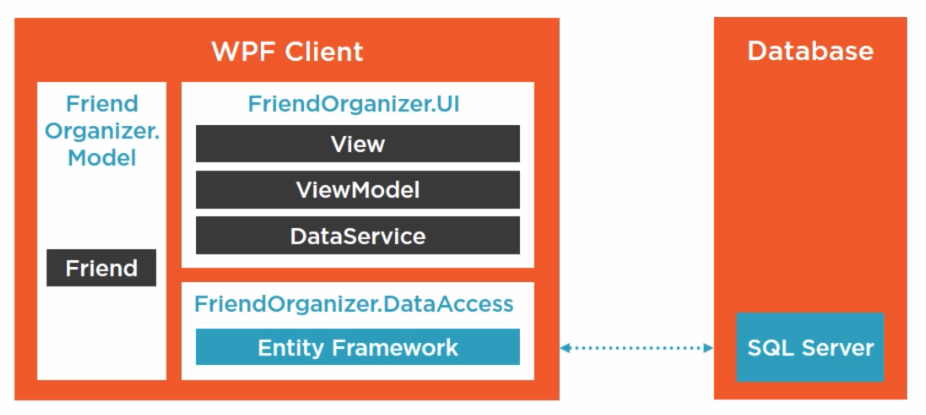 WPF Client
Friend
Organizer.
Model
Friend
FriendOrganizer.UI
View
ViewModel
DataService
FriendOrganizer.DataAccess
Entity Framework
Database
SQL Server